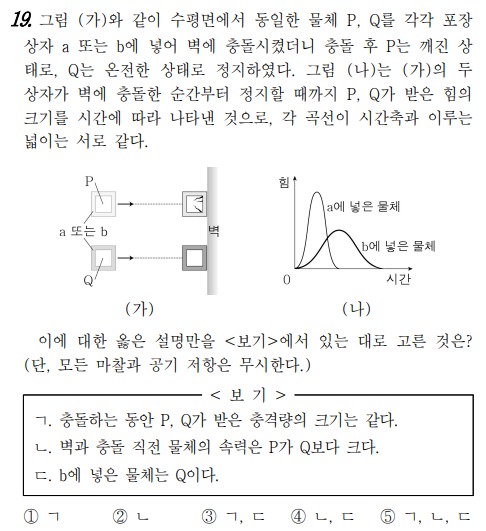 19. 그림 (가)와 같이 수평면에서 동일한 물체 P, Q를 각각 포장
상자 a 또는 b에 넣어 벽에 충돌시켰더니 충돌 후 P는 깨진 상
태로, Q는 온전한 상태로 정지하였다. 그림 (나)는 (가)의 두
상자가 벽에 충돌한 순간부터 정지할 때까지 P, Q가 받은 힘의
크기를 시간에 따라 나타낸 것으로, 각 곡선이 시간축과 이루는
넓이는 서로 같다.
P
a 또는 b
벽
Q
(가)
힘
a에 넣은 물체
b에 넣은 물체
0
시간
(나)
이에 대한 옳은 설명만을 <보기>에서 있는 대로 고른 것은?
(단, 모든 마찰과 공기 저항은 무시한다.)
< 보 기 >
ㄱ. 충돌하는 동안 P, Q가 받은 충격량의 크기는 같다.
ㄴ. 벽과 충돌 직전 물체의 속력은 P가 Q보다 크다.
ㄷ. b에 넣은 물체는 Q이다.
① ㄱ ② ㄴ ③ ㄱ, ㄷ ④ ㄴ, ㄷ ⑤ ㄱ, ㄴ, ㄷ